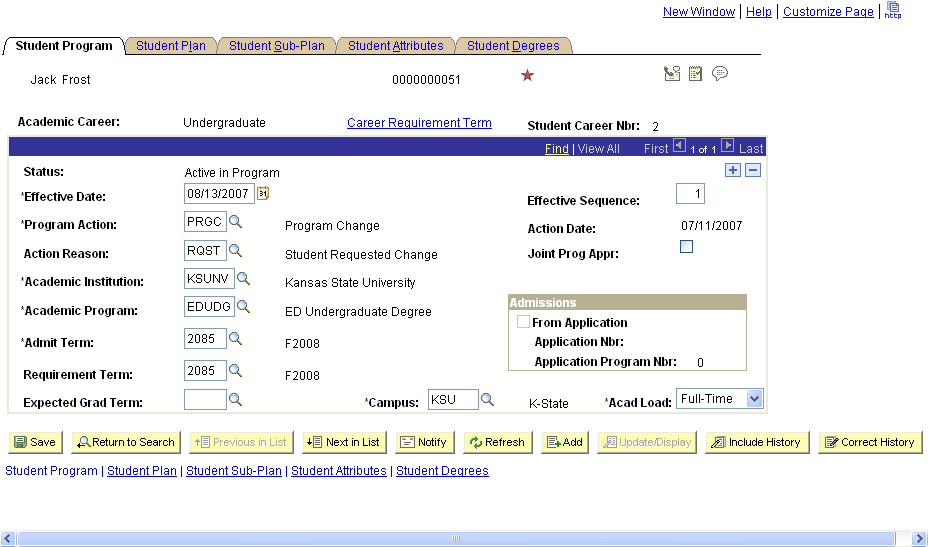 New Window | Help | Customize Page | http
Student Program Student Plan Student Sub-Plan Student Attributes Student Degrees
Jack Frost 0000000051
Academic Career: Undergraduate Career Requirement Term Student Career Nbr: 2
Find | View All First 1 of 1 Last
Status: Active in Program
*Effective Date: 08/13/2007 31 Effective Sequence: 1
*Program Action: PRGC Program Change Action Date: 07/11/2007
Action Reason: RQST Student Requested Change Joint Prog Appr:
*Academic Institution: KSUNV Kansas State University
*Academic Program: EDUDG ED Undergraduate Degree
Admissions
From Application
Application Nbr:
Application Program Nbr: 0
*Admit Term: 2085 F2008
Requirement Term: 2085 F2008
Expected Grad Term: *Campus: KSU K-State *Acad Load: Full-Time
Save Return to Search Previous in List Next in List Notify Refresh Add Update/Display Include History Correct History
Student Program | Student Plan | Student Sub-Plan | Student Attributes | Student Degrees